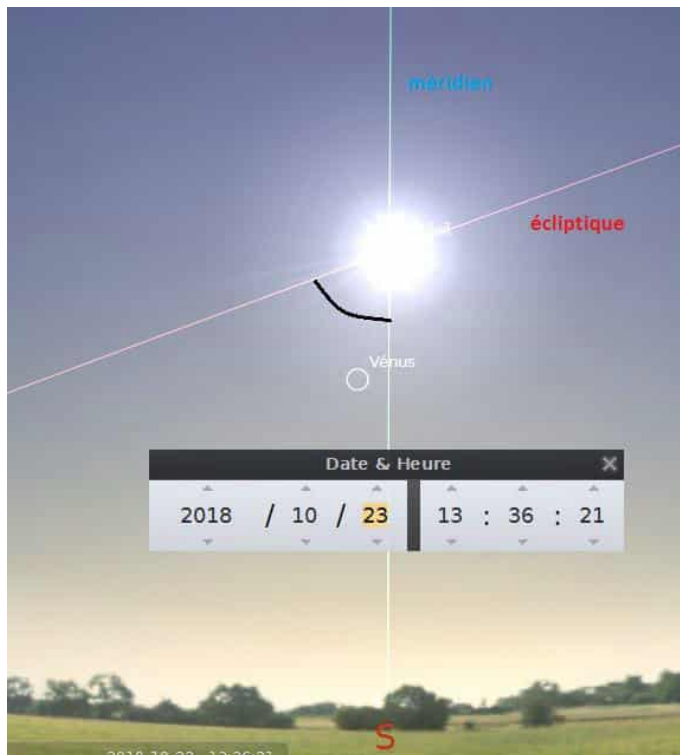 méridien
écliptique
Vénus
Date & Heure
2018 / 10 / 23 13 : 36 : 21
S